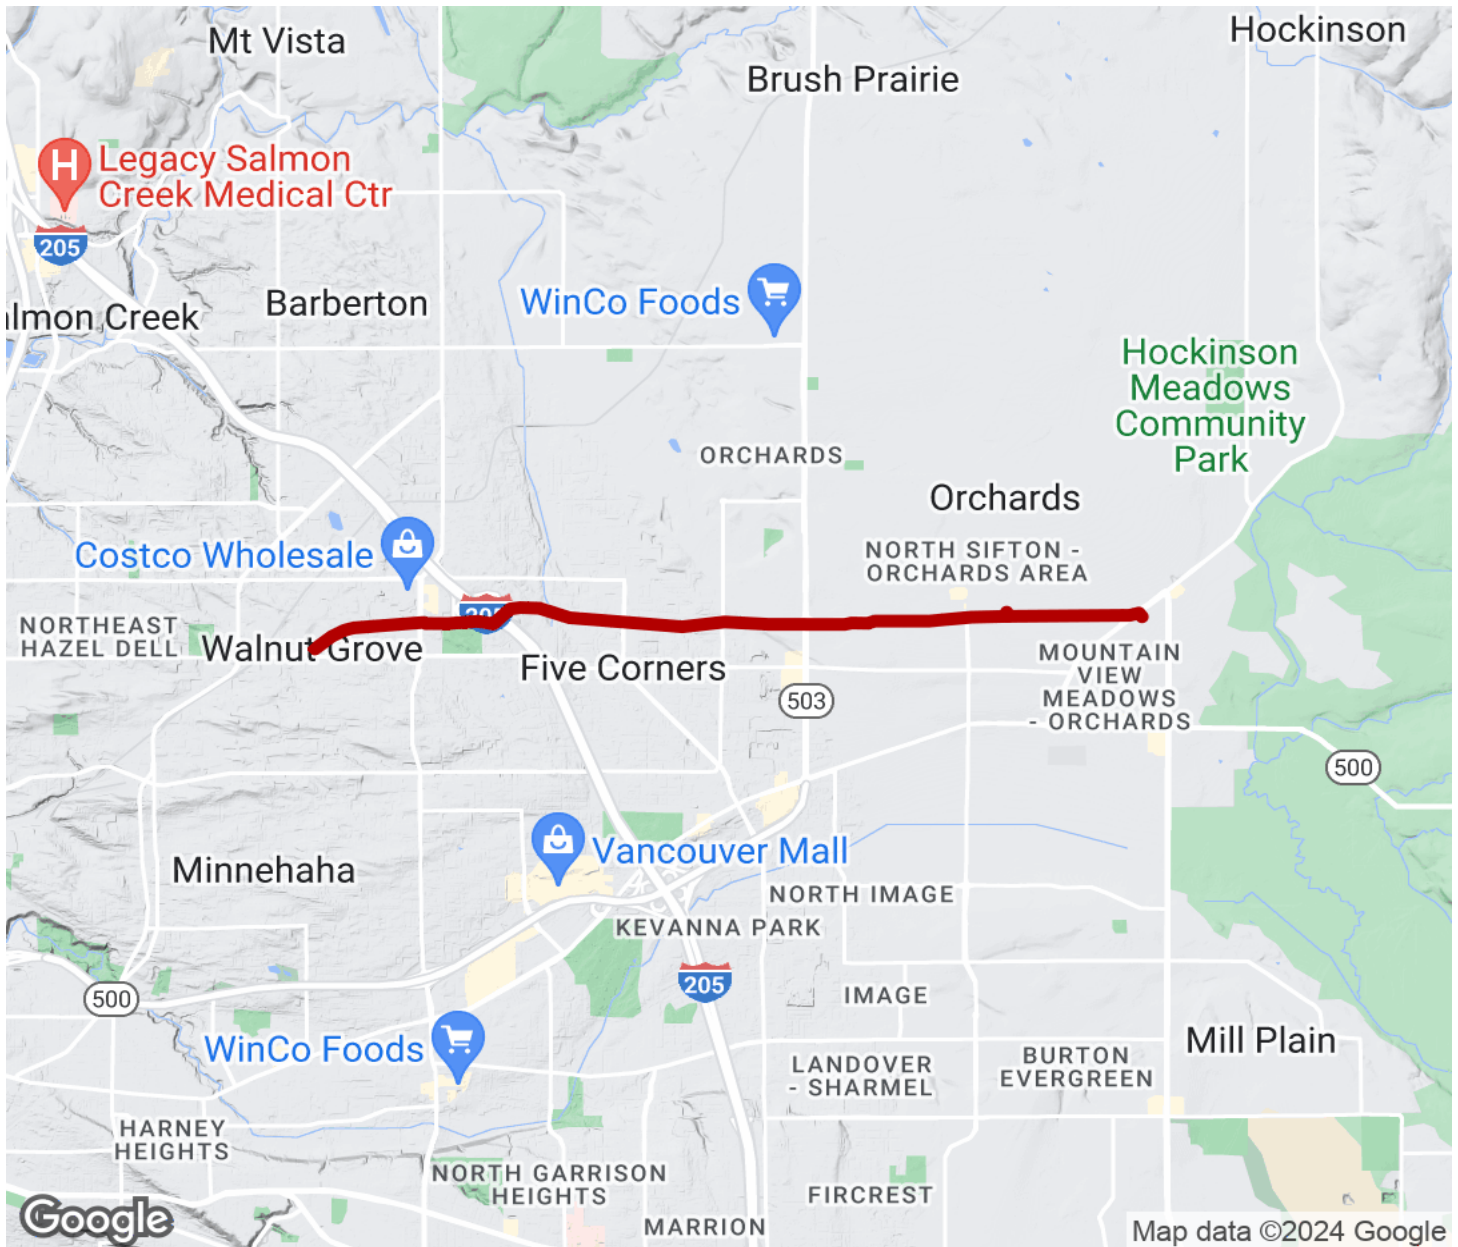 Mt Vista
Hockinson
Brush Prairie
Legacy Salmon
Creek Medical Ctr
205
WinCo Foods
Barberton
lmon Creek
Hockinson
Meadows
Community
Park
ORCHARDS
Orchards
Costco Wholesale
NORTH SIFTON -
ORCHARDS AREA
205
NORTHEAST
HAZEL DELL
Walnut Grove
Five Corners
MOUNTAIN
VIEW
MEADOWS
- ORCHARDS
503
500
Vancouver Mall
Minnehaha
NORTH IMAGE
KEVANNA PARK
205
500
IMAGE
WinCo Foods
Mill Plain
LANDOVER
- SHARMEL
BURTON
EVERGREEN
HARNEY
HEIGHTS
NORTH GARRISON
HEIGHTS
FIRCREST
MARRION
Google
Map data ©2024 Google